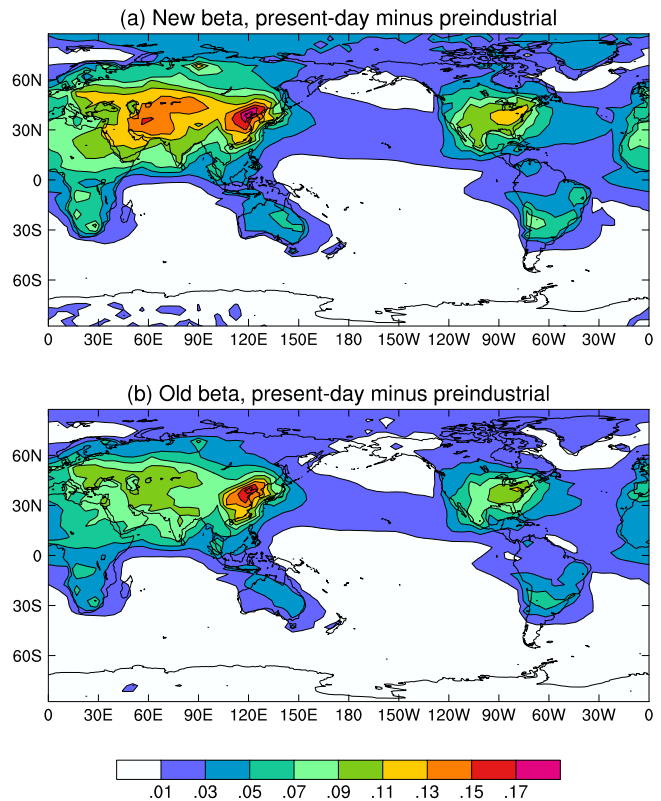 (a) New beta, present-day minus preindustrial
60N
30N
0
30S
60S
0 30E 60E 90E 120E 150E 180 150W 120W 90W 60W 30W 0
(b) Old beta, present-day minus preindustrial
60N
30N
0
30S
60S
0 30E 60E 90E 120E 150E 180 150W 120W 90W 60W 30W 0
.01 .03 .05 .07 .09 .11 .13 .15 .17